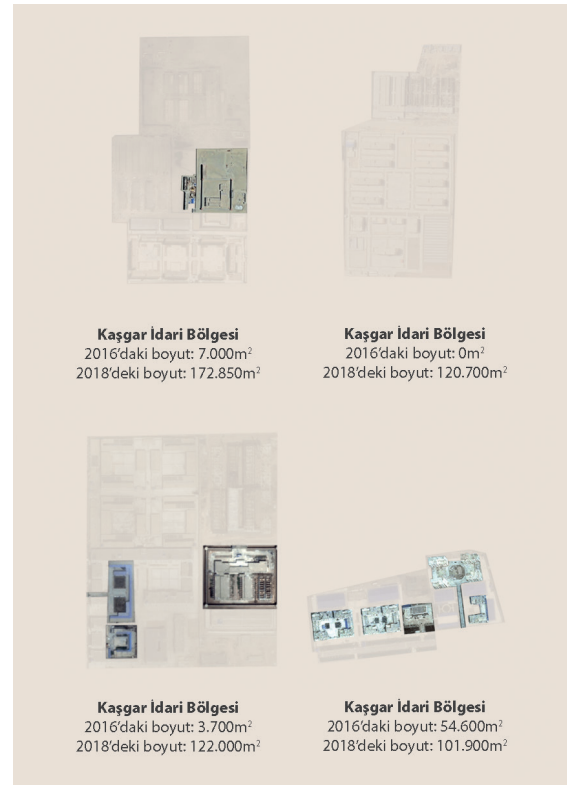 Kaşgar İdari Bölgesi
2016’daki boyut: 7.000m²
2018’deki boyut: 172.850m²
Kaşgar İdari Bölgesi
2016’daki boyut: 0m²
2018’deki boyut: 120.700m²
Kaşgar İdari Bölgesi
2016’daki boyut: 3.700m²
2018’deki boyut: 122.000m²
Kaşgar İdari Bölgesi
2016’daki boyut: 54.600m²
2018’deki boyut: 101.900m²